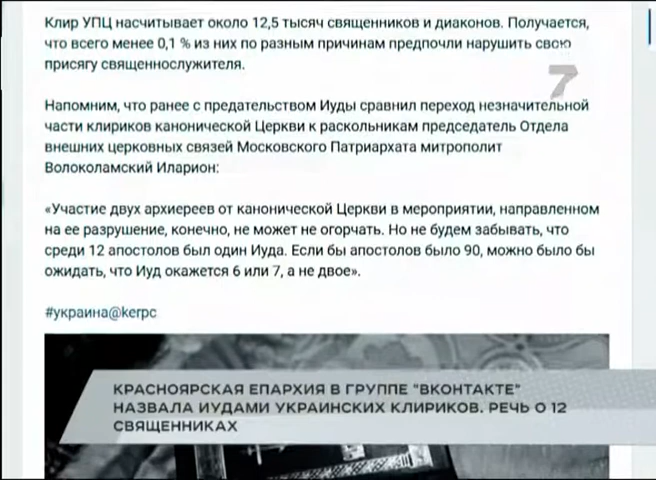 Клир УПЦ насчитывает около 12,5 тысяч священников и диаконов. Получается,
что всего менее 0,1 % из них по разным причинам предпочли нарушить свою
присягу священнослужителя.
7
Напомним, что ранее с предательством Иуды сравнил переход незначительной
части клириков канонической Церкви к раскольникам председатель Отдела
внешних церковных связей Московского Патриархата митрополит
Волоколамский Иларион:
«Участие двух архиереев от канонической Церкви в мероприятии, направленном
на ее разрушение, конечно, не может не огорчать. Но не будем забывать, что
среди 12 апостолов был один Иуда. Если бы апостолов было 90, можно было бы
ожидать, что Иуд окажется 6 или 7, а не двое».
#украина@kerpc
КРАСНОЯРСКАЯ ЕПАРХИЯ В ГРУППЕ "ВКОНТАКТЕ"
НАЗВАЛА ИУДАМИ УКРАИНСКИХ КЛИРИКОВ. РЕЧЬ О 12
СВЯЩЕННИКАХ